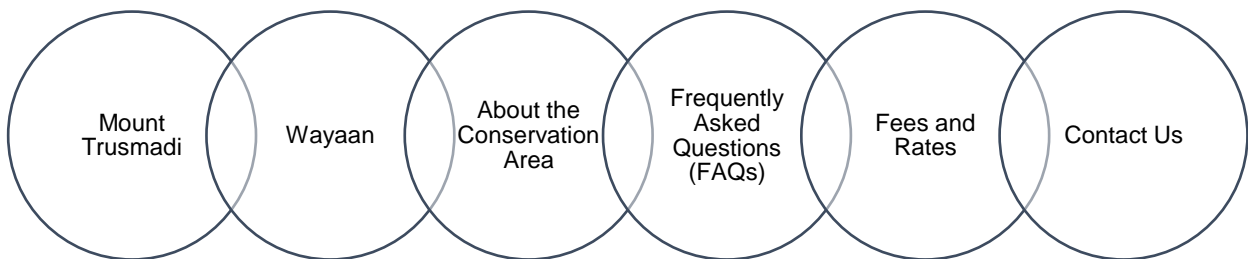 Mount
Trusmadi
Wayaan
About the
Conservation
Area
Frequently
Asked
Questions
(FAQs)
Fees and
Rates
Contact Us